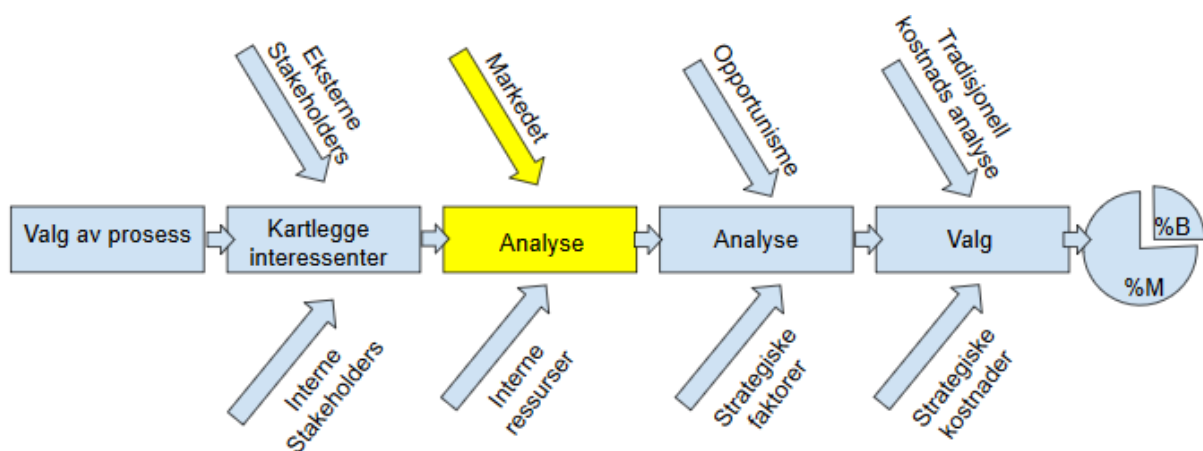 Eksterne
Stakeholders
Markedet
Opportunisme
Tradisjonell
kostnads analyse
Valg av prosess
Kartlegge
interessenter
Analyse
Analyse
Valg
%B
%M
Interne
Stakeholders
Interne
ressurser
Strategiske
faktorer
Strategiske
kostnader